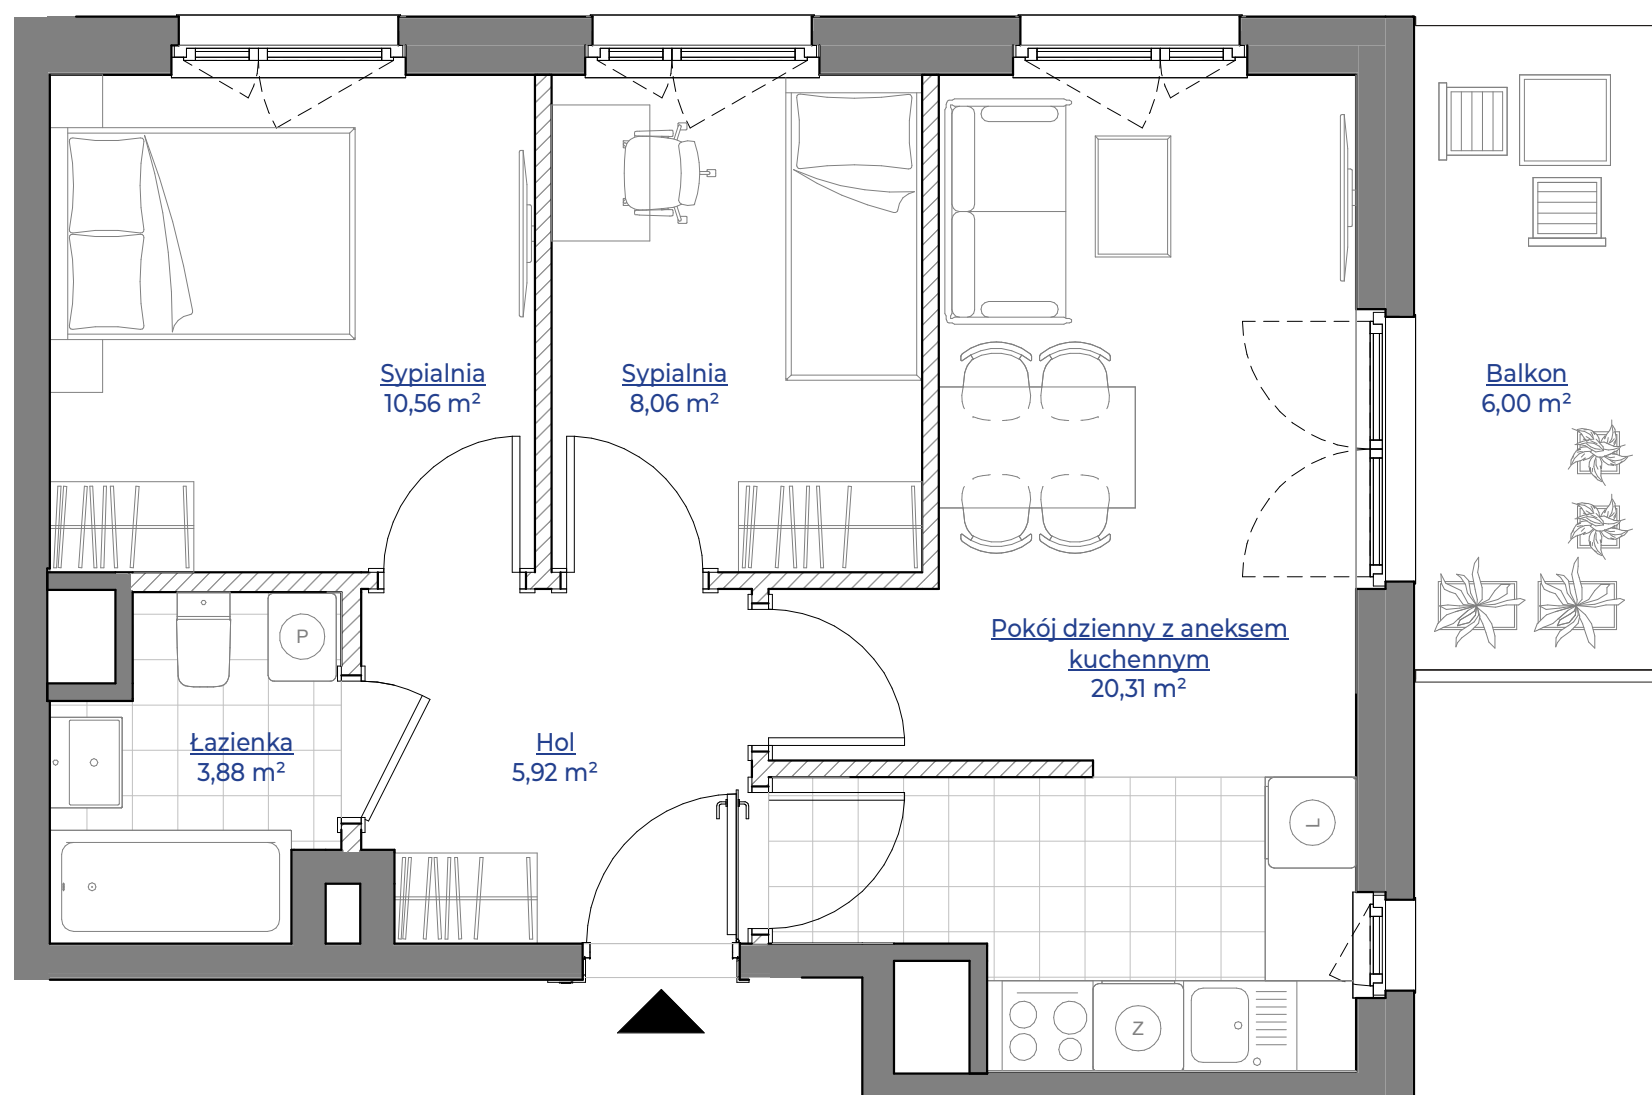 Sypialnia
10,56 m²
Sypialnia
8,06 m²
Balkon
6,00 m²
Pokój dzienny z aneksem
kuchennym
20,31 m²
P
Łazienka
3,88 m²
Hol
5,92 m²
L
Z